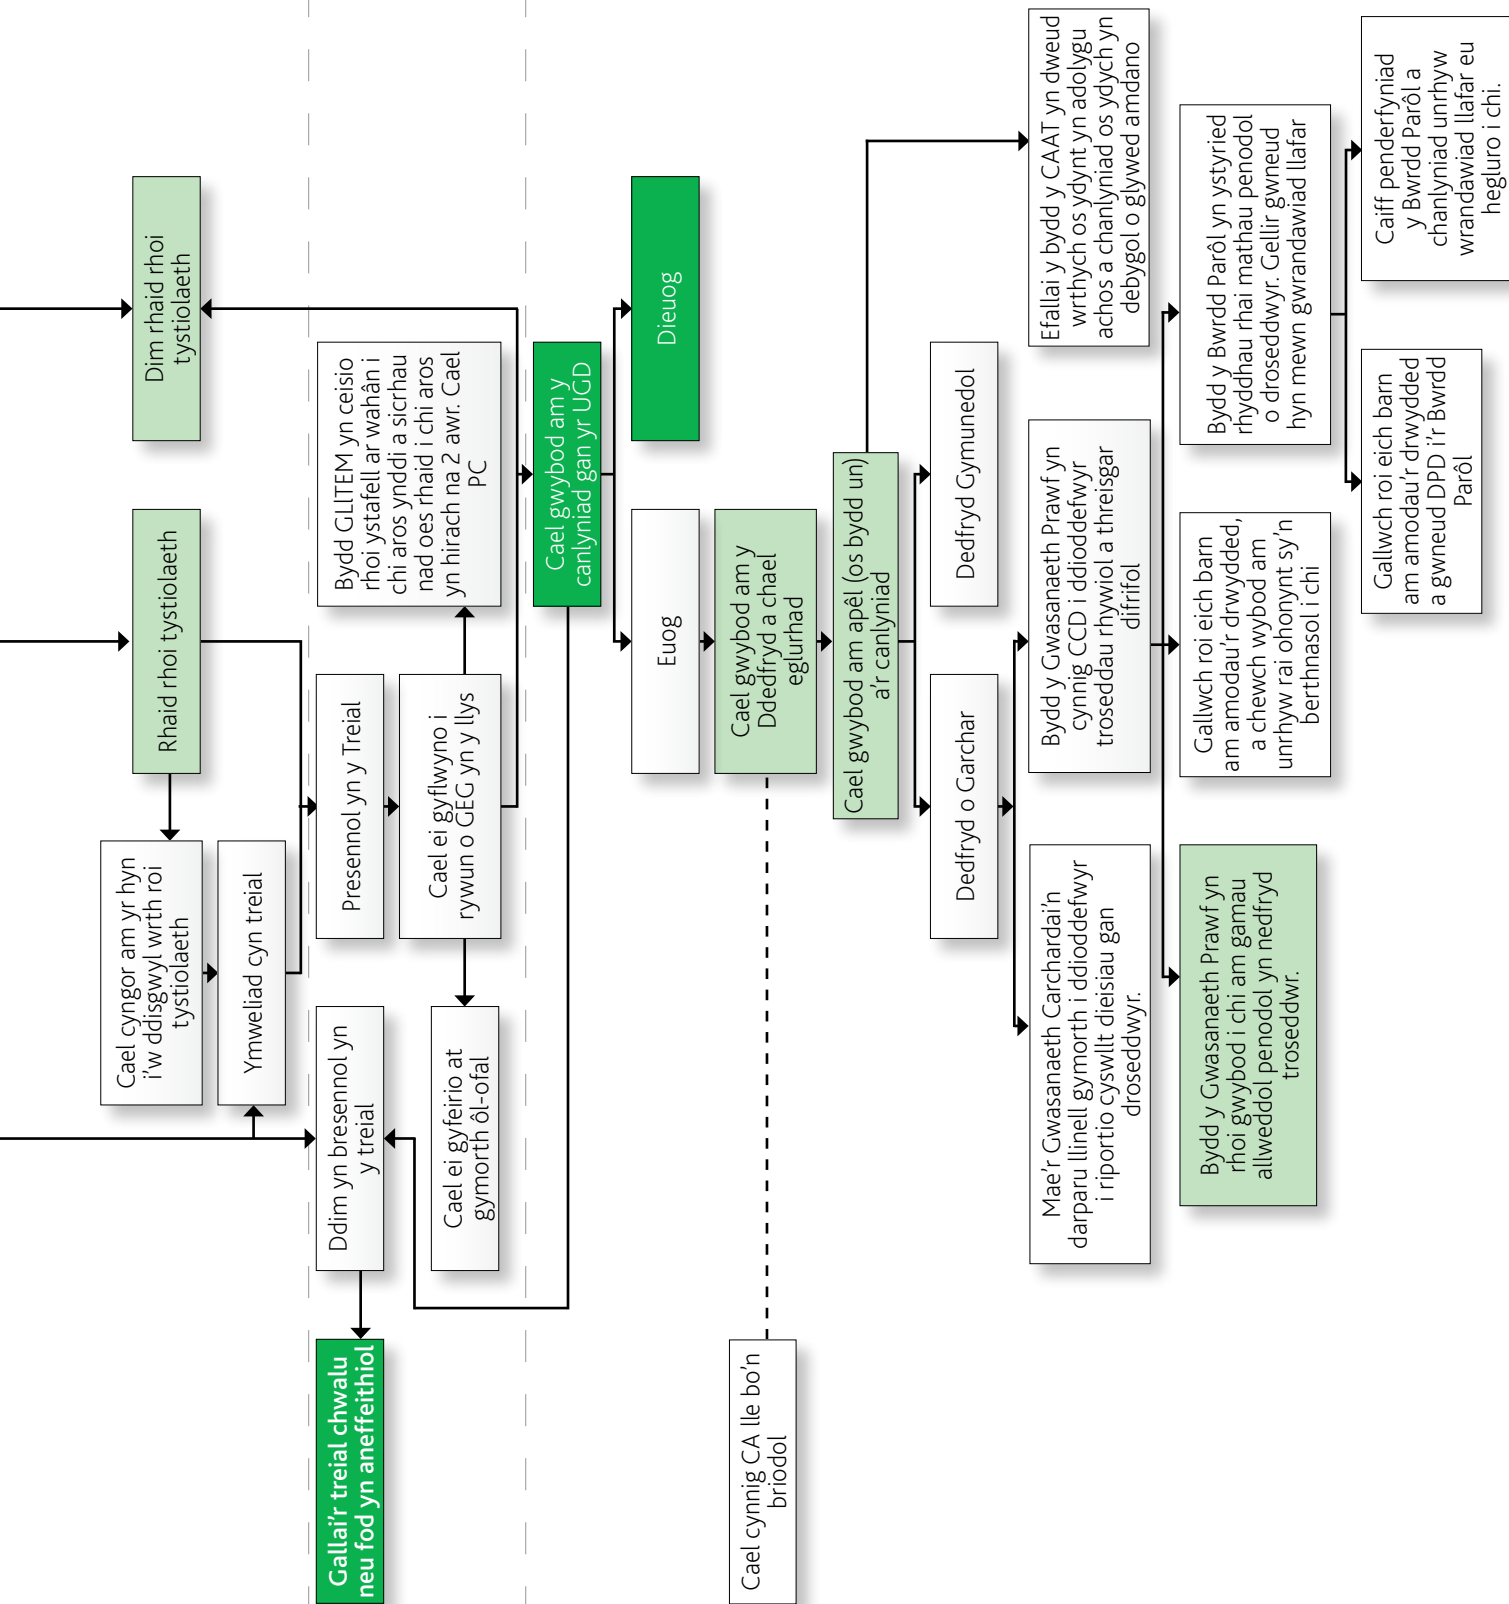 Cael cyngor am yr hyn
i'w ddisgwyl wrth roi
tystiolaeth
Rhaid rhoi tystiolaeth
Dim rhaid rhoi
tystiolaeth
Ymweliad cyn treial
Gallai'r treial chwalu
neu fod yn aneffeithiol
Ddim yn bresennol yn
y treial
Presennol yn y Treial
Bydd GLlTEM yn ceisio
rhoi ystafell ar wahân i
chi aros ynddi a sicrhau
nad oes rhaid i chi aros
yn hirach na 2 awr. Cael
PC
Cael ei gyflwyno i
rywun o GEG yn y llys
Cael ei gyfeirio at
gymorth ôl-ofal
Cael gwybod am y
canlyniad gan yr UGD
Euog
Dieuog
Cael gwybod am y
Ddedfryd a chael
eglurhad
Cael cynnig CA lle bo'n
briodol
Cael gwybod am apêl (os bydd un)
a'r canlyniad
Dedfryd o Garchar
Dedfryd Gymunedol
Mae'r Gwasanaeth Carchardai'n
darparu llinell gymorth i ddioddefwyr
i riportio cyswllt dieisiau gan
droseddwyr.
Bydd y Gwasanaeth Prawf yn
cynnig CCD i ddioddefwyr
troseddau rhywiol a threisgar
difrifol
Efallai y bydd y CAAT yn dweud
wrthych os ydynt yn adolygu
achos a chanlyniad os ydych yn
debygol o glywed amdano
Bydd y Gwasanaeth Prawf yn
rhoi gwybod i chi am gamau
allweddol penodol yn nedfryd
troseddwr.
Gallwch roi eich barn
am amodau'r drwydded,
a chewch wybod am
unrhyw rai ohonynt sy'n
berthnasol i chi
Bydd y Bwrdd Parôl yn ystyried
rhyddhau rhai mathau penodol
o droseddwyr. Gellir gwneud
hyn mewn gwrandawiad llafar
Gallwch roi eich barn
am amodau'r drwydded
a gwneud DPD i'r Bwrdd
Parôl
Caiff penderfyniad
y Bwrdd Parôl a
chanlyniad unrhyw
wrandawiad llafar eu
hegluro i chi.